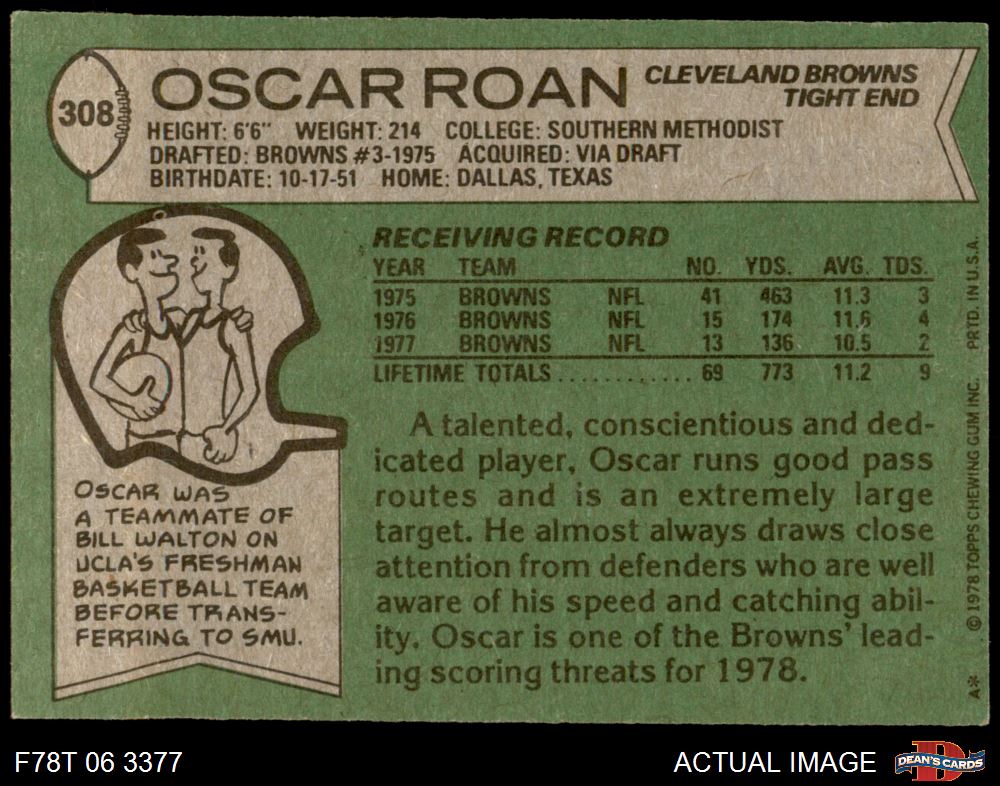 308
OSCAR ROAN
CLEVELAND BROWNS
TIGHT END
HEIGHT: 6'6" WEIGHT: 214 COLLEGE: SOUTHERN METHODIST
DRAFTED: BROWNS #3-1975 ACQUIRED: VIA DRAFT
BIRTHDATE: 10-17-51 HOME: DALLAS, TEXAS
OSCAR WAS
A TEAMMATE OF
BILL WALTON ON
UCLA'S FRESHMAN
BASKETBALL TEAM
BEFORE TRANS-
FERRING TO SMU.
RECEIVING RECORD
YEAR TEAM NO. YDS. AVG. TDS.
1975 BROWNS NFL 41 463 11.3 3
1976 BROWNS NFL 15 174 11.6 4
1977 BROWNS NFL 13 136 10.5 2
LIFETIME TOTALS.............. 69 773 11.2 9
A talented, conscientious and ded-
icated player, Oscar runs good pass
routes and is an extremely large
target. He almost always draws close
attention from defenders who are well
aware of his speed and catching abil-
ity. Oscar is one of the Browns' lead-
ing scoring threats for 1978.
A* © 1978 TOPPS CHEWING GUM INC. PRTD. IN U.S.A.
F78T 06 3377
ACTUAL IMAGE
D
DEAN'S CARDS